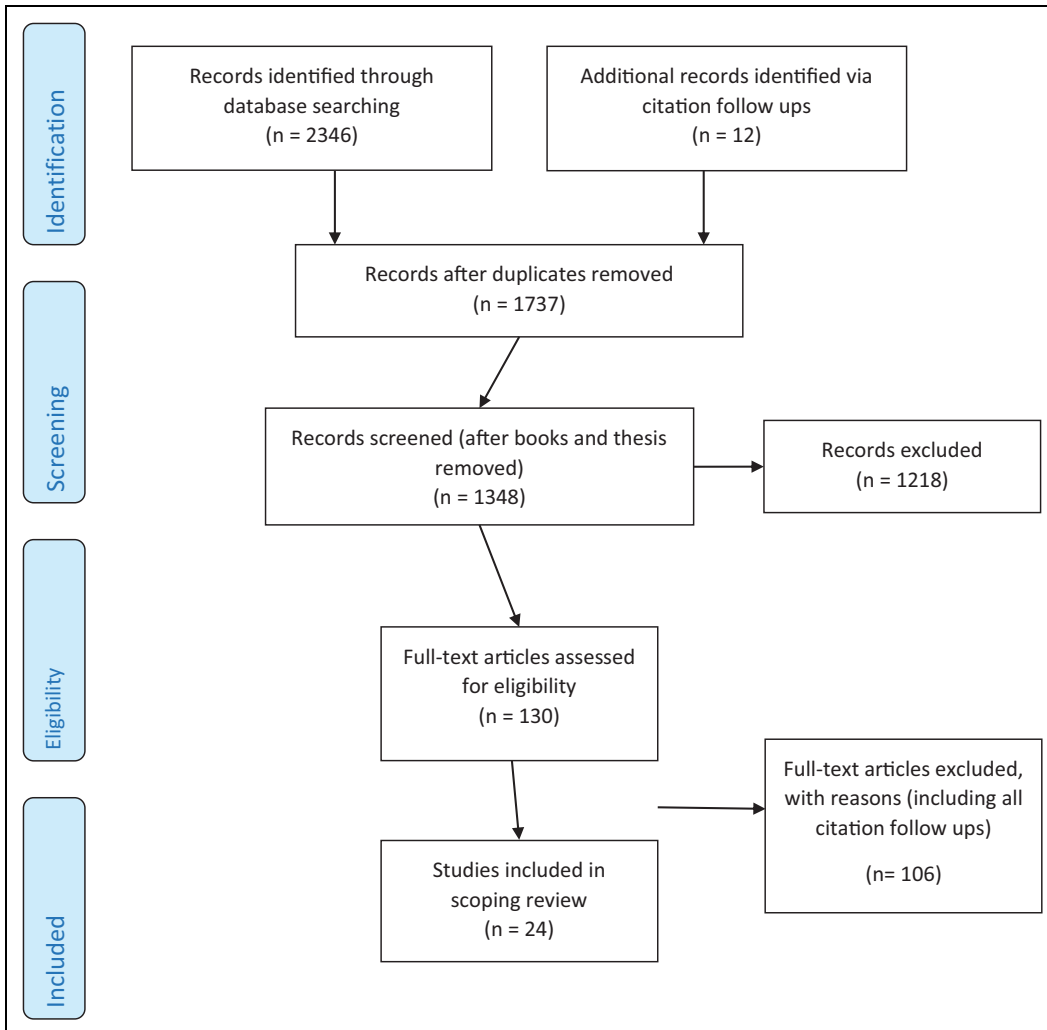 Identification
Records identified through
database searching
(n = 2346)
Additional records identified via
citation follow ups
(n = 12)
Records after duplicates removed
(n = 1737)
Screening
Records screened (after books and thesis
removed)
(n = 1348)
Records excluded
(n = 1218)
Eligibility
Full-text articles assessed
for eligibility
(n = 130)
Full-text articles excluded,
with reasons (including all
citation follow ups)
(n= 106)
Included
Studies included in
scoping review
(n = 24)